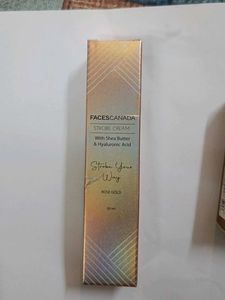 FACESCANADA
STROBE CREAM
With Shea Butter
& Hyaluronic Acid
Strobe Your
Way
ROSE GOLD